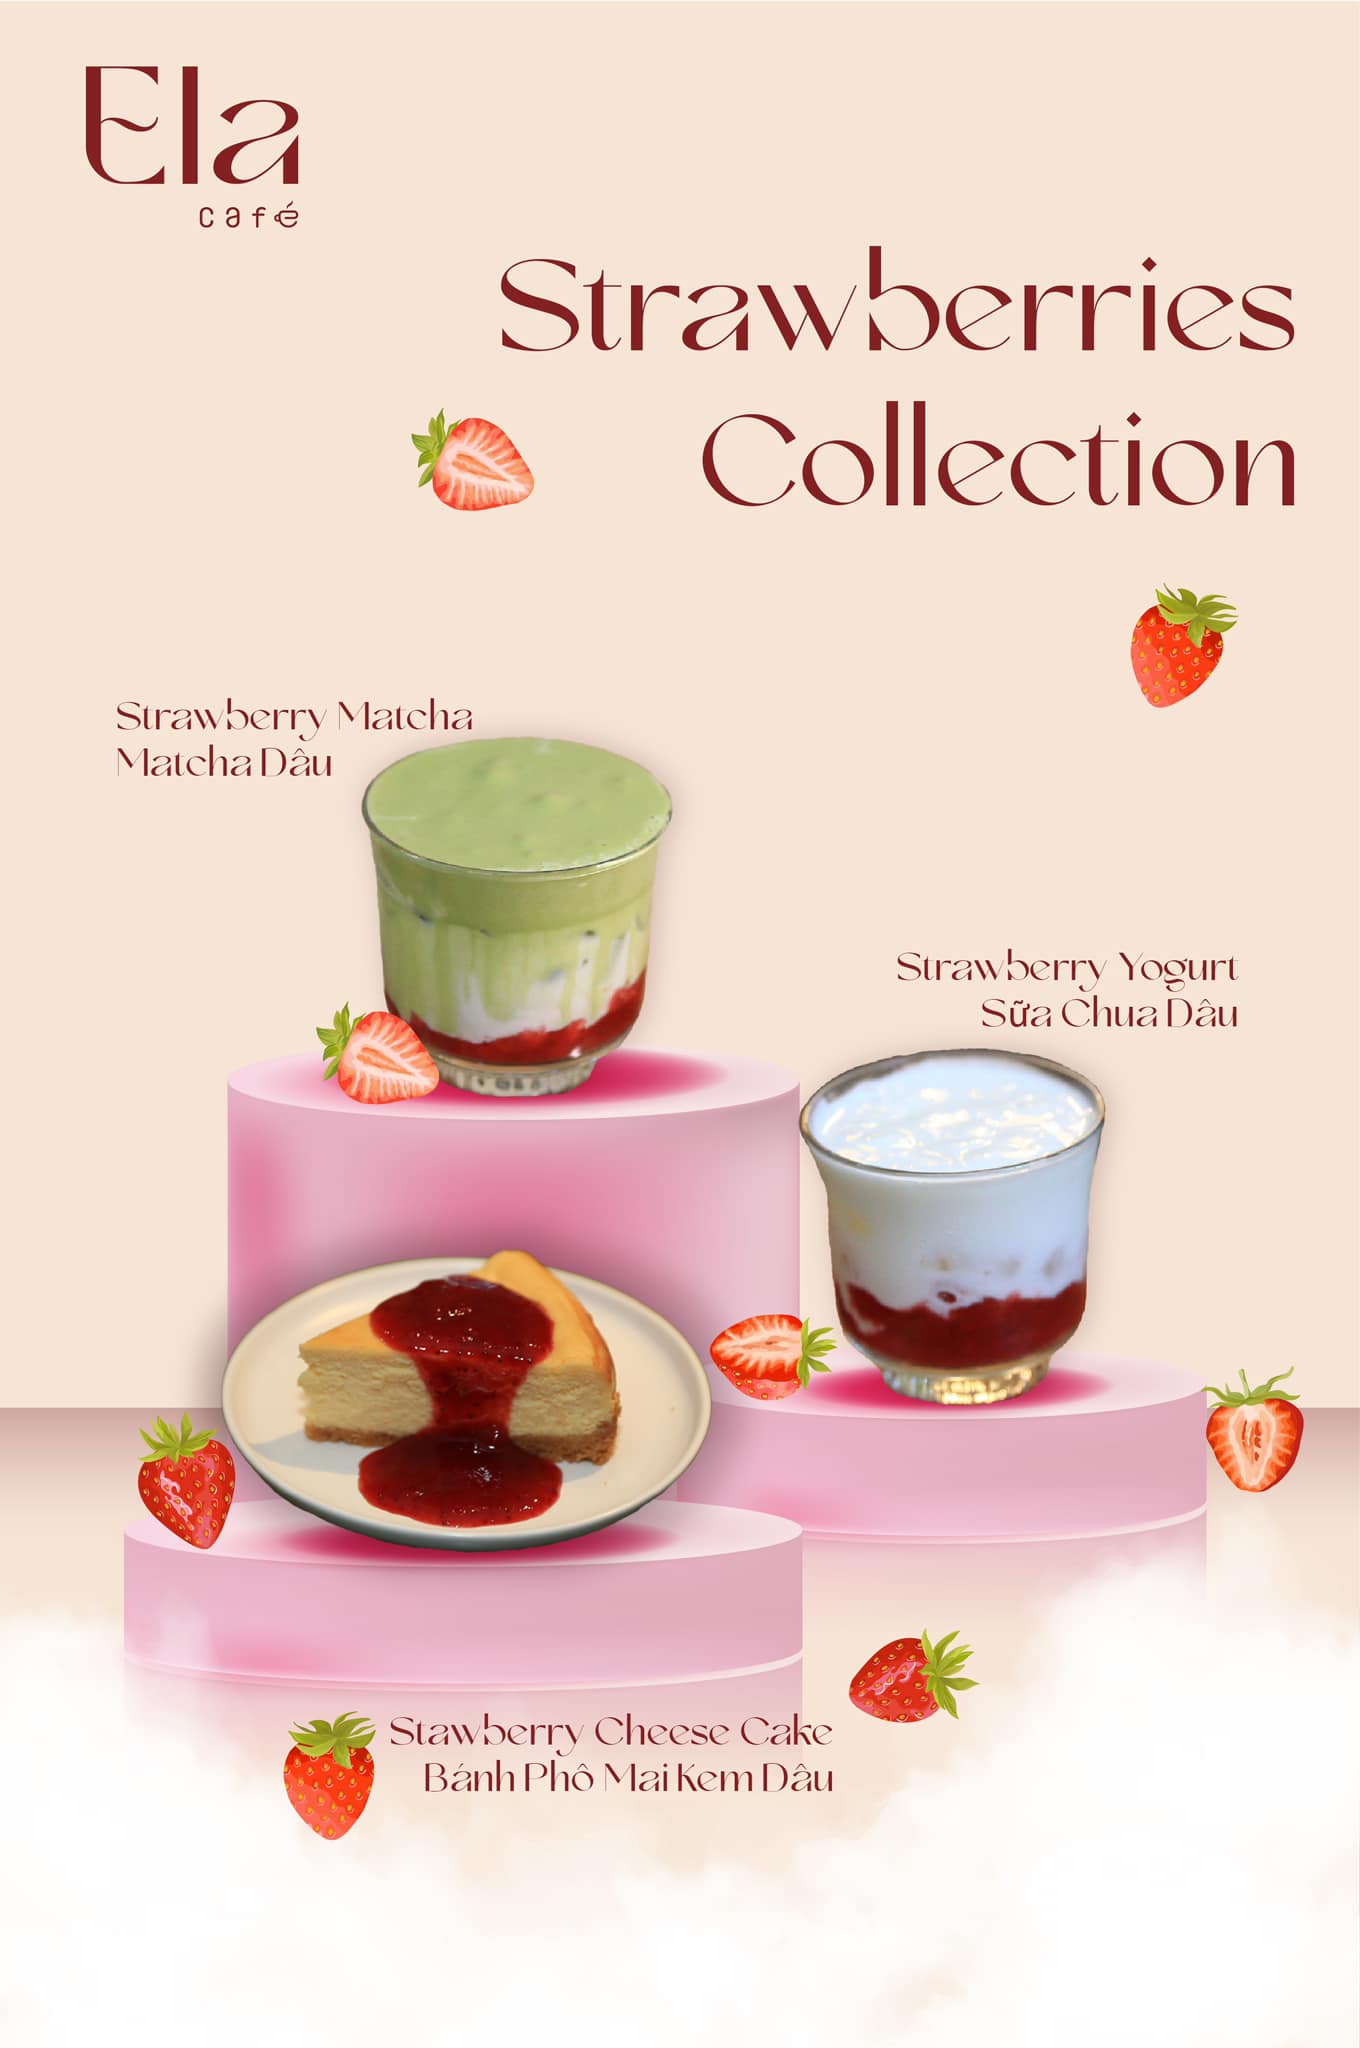 Ela
café
Strawberries
Collection
Strawberry Matcha
Matcha Dâu
Strawberry Yogurt
Sữa Chua Dâu
Stawberry Cheese Cake
Bánh Phô Mai Kem Dâu